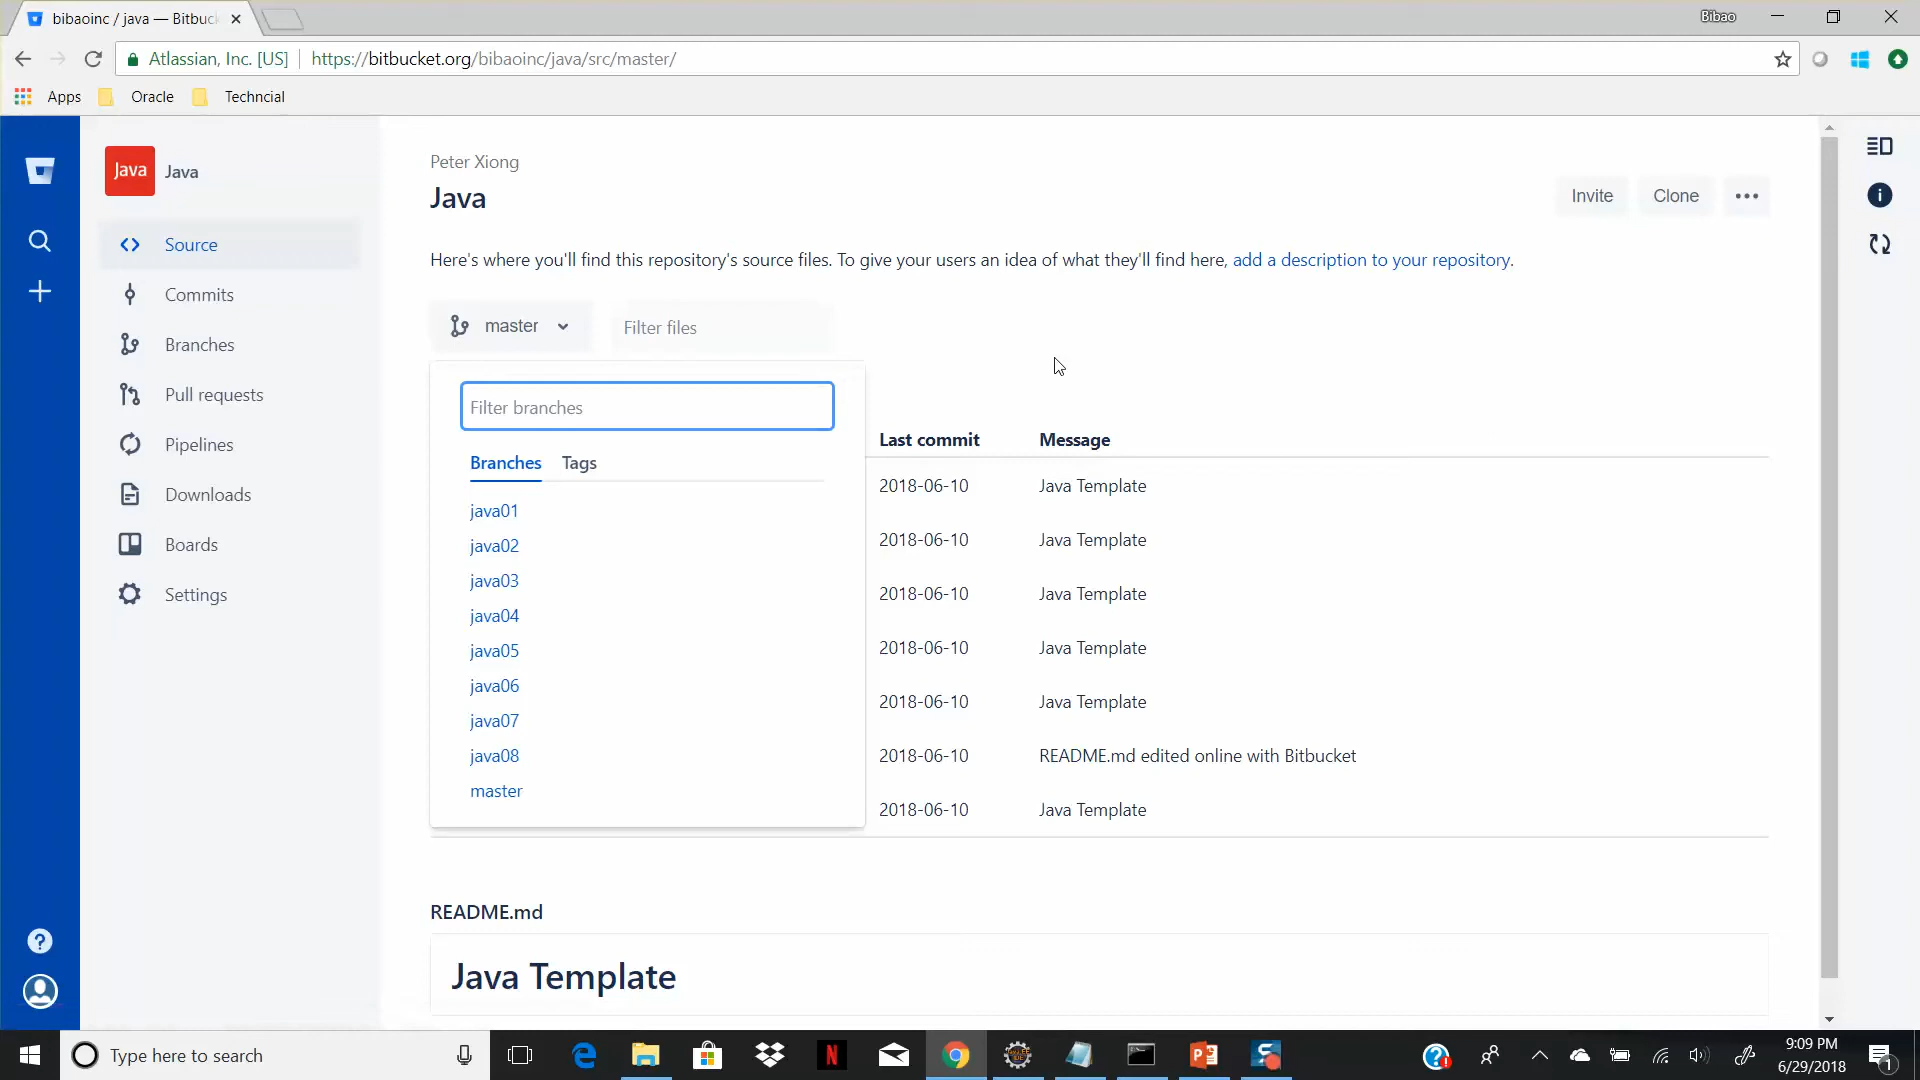 bibaoinc / java — Bitbuck
Bibao
Atlassian, Inc. [US]
https://bitbucket.org/bibaoinc/java/src/master/
Apps
Oracle
Techncial
Java
Java
Source
Commits
Branches
Pull requests
Pipelines
Downloads
Boards
Settings
Peter Xiong
Java
Invite
Clone
Here's where you'll find this repository's source files. To give your users an idea of what they'll find here, add a description to your repository.
master
Filter files
Filter branches
Branches
Tags
java01
java02
java03
java04
java05
java06
java07
java08
master
Last commit
Message
2018-06-10
Java Template
2018-06-10
Java Template
2018-06-10
Java Template
2018-06-10
Java Template
2018-06-10
Java Template
2018-06-10
README.md edited online with Bitbucket
2018-06-10
Java Template
README.md
Java Template
Type here to search
9:09 PM
6/29/2018
1